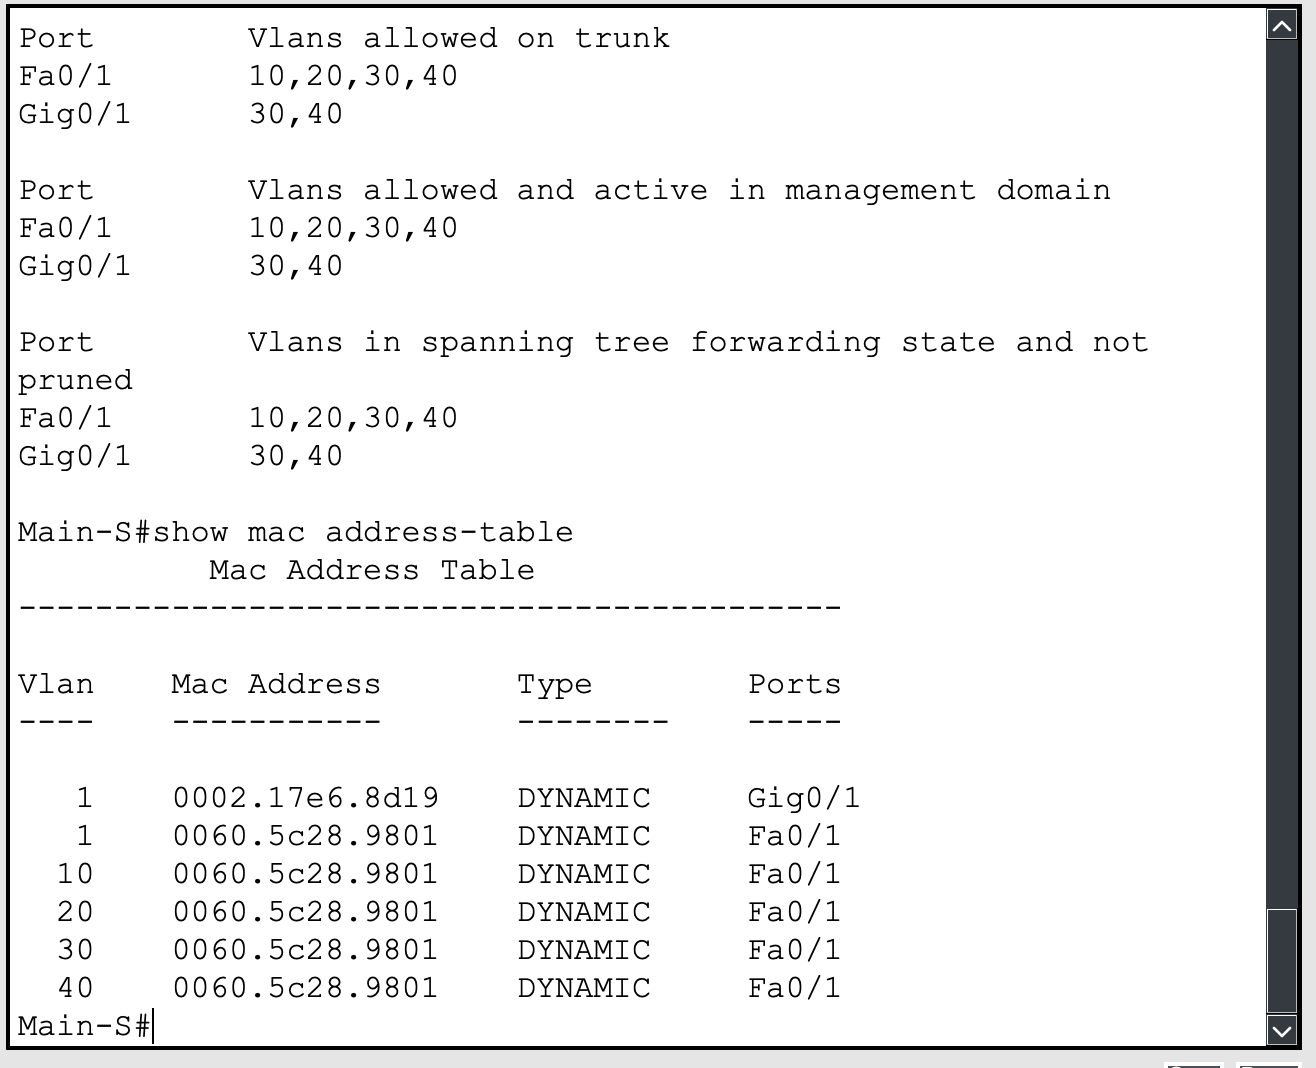 Port        Vlans allowed on trunk
Fa0/1       10,20,30,40
Gig0/1      30,40

Port        Vlans allowed and active in management domain
Fa0/1       10,20,30,40
Gig0/1      30,40

Port        Vlans in spanning tree forwarding state and not
pruned
Fa0/1       10,20,30,40
Gig0/1      30,40

Main-S#show mac address-table
          Mac Address Table
-------------------------------------------

Vlan    Mac Address       Type        Ports
----    -----------       --------    -----

   1    0002.17e6.8d19    DYNAMIC     Gig0/1
   1    0060.5c28.9801    DYNAMIC     Fa0/1
  10    0060.5c28.9801    DYNAMIC     Fa0/1
  20    0060.5c28.9801    DYNAMIC     Fa0/1
  30    0060.5c28.9801    DYNAMIC     Fa0/1
  40    0060.5c28.9801    DYNAMIC     Fa0/1
Main-S#